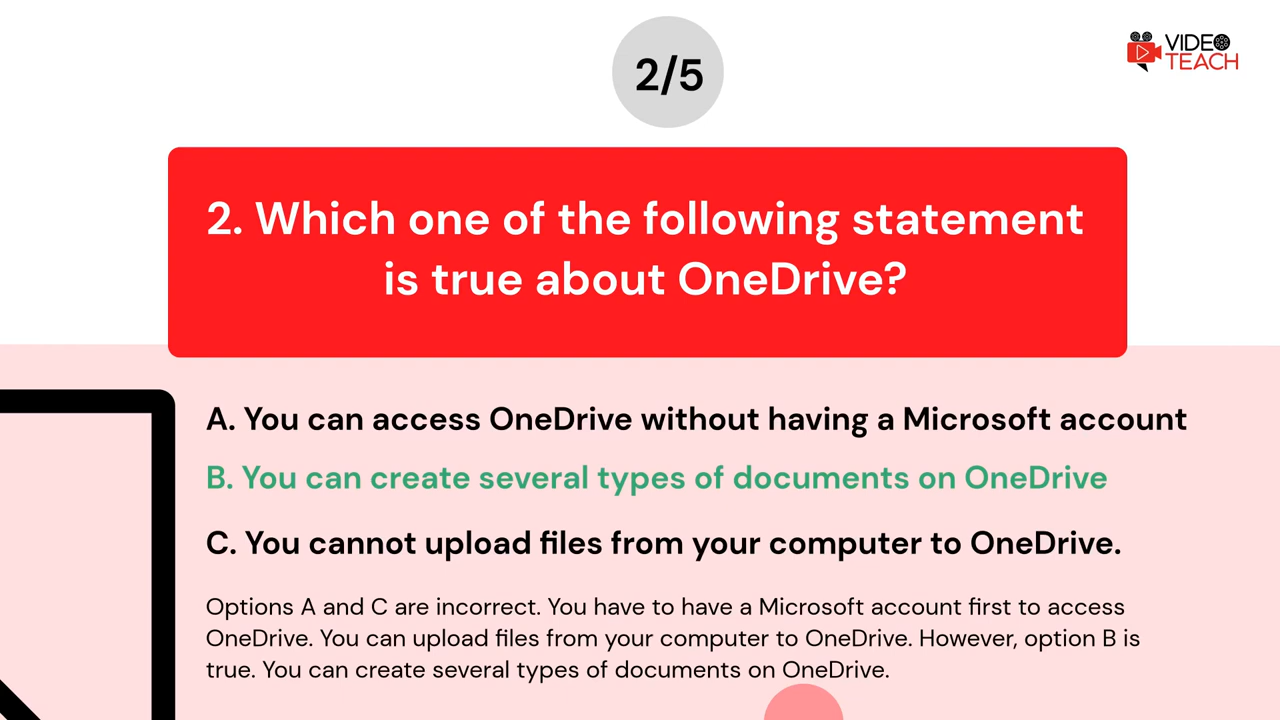 2/5
VIDEO
TEACH
2. Which one of the following statement
is true about OneDrive?
A. You can access OneDrive without having a Microsoft account
B. You can create several types of documents on OneDrive
C. You cannot upload files from your computer to OneDrive.
Options A and C are incorrect. You have to have a Microsoft account first to access
OneDrive. You can upload files from your computer to OneDrive. However, option B is
true. You can create several types of documents on OneDrive.